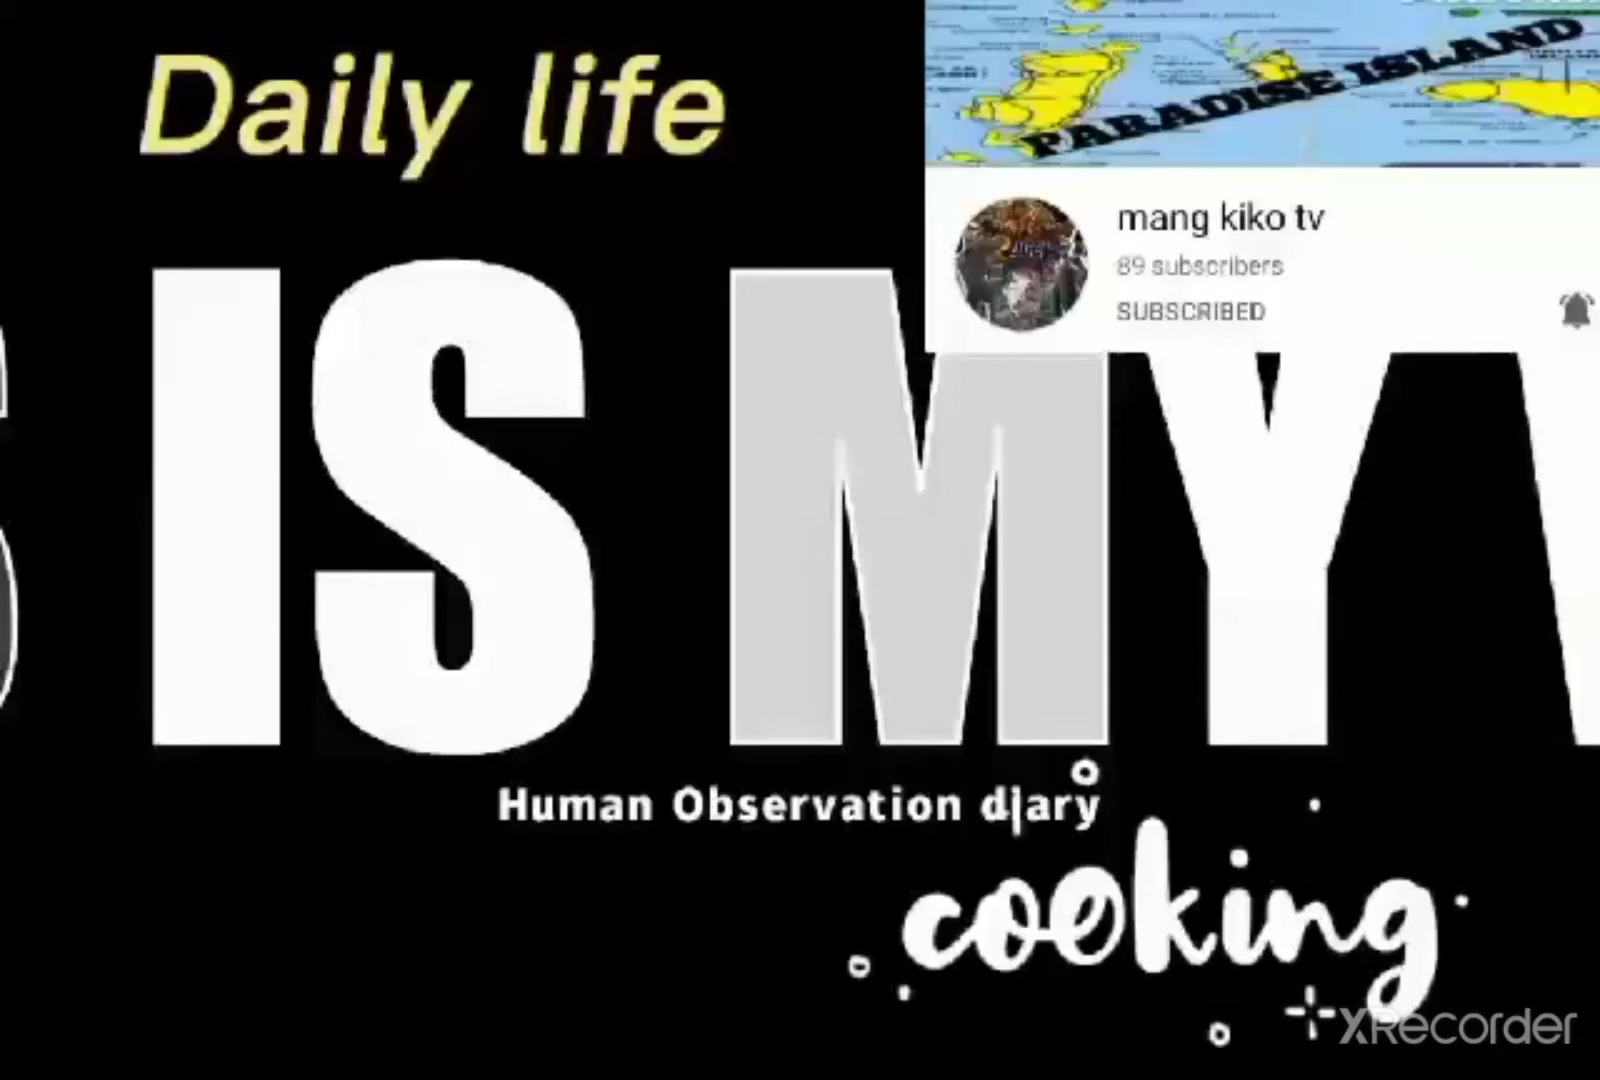 Daily life
PARADISE ISLAND
mang kiko tv
89 subscribers
SUBSCRIBED
IS MY
Human Observation diary
cooking
XRecorder